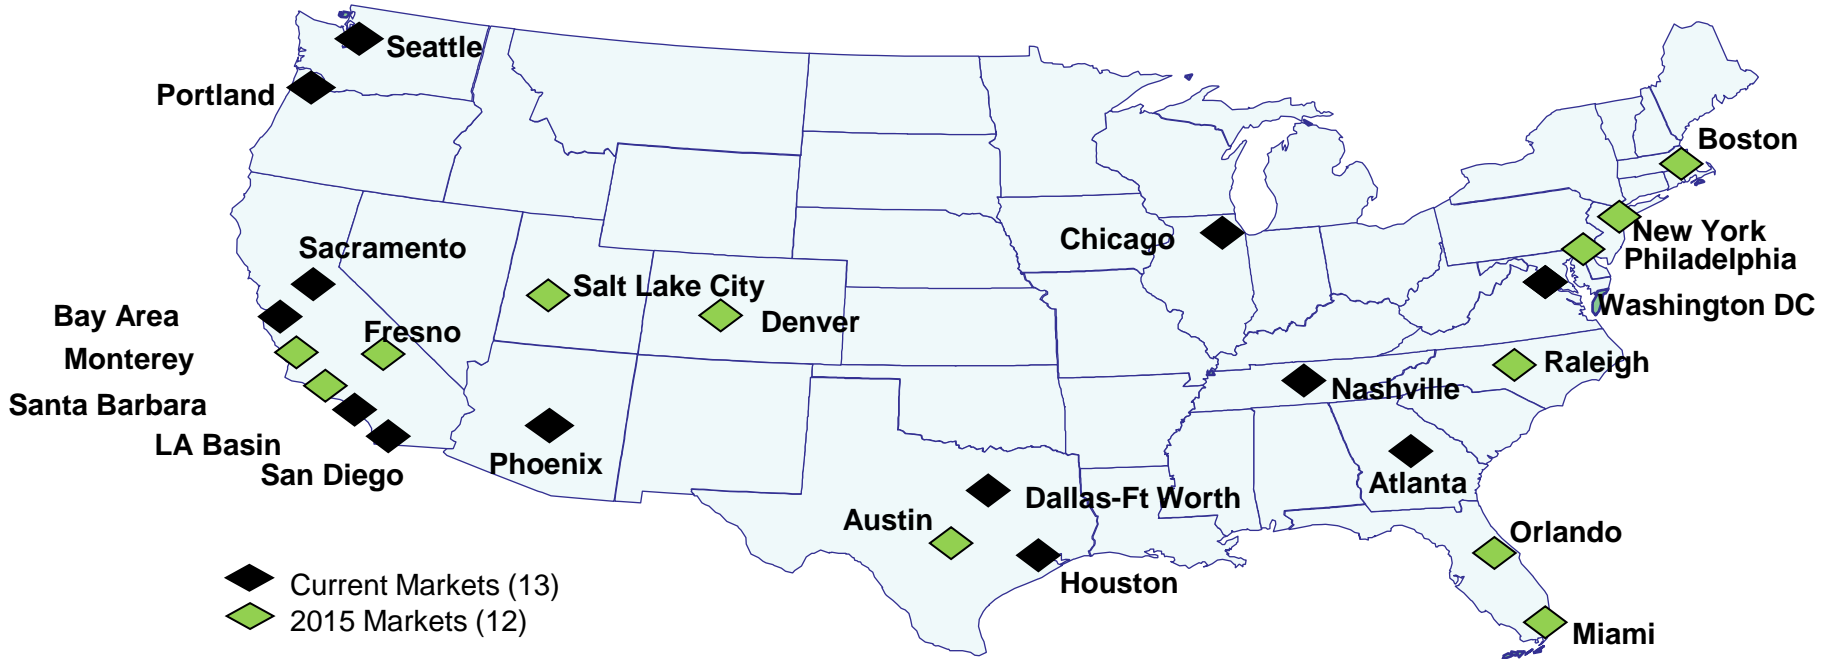 Seattle
Portland
Boston
New York
Chicago
Sacramento
Philadelphia
Salt Lake City
Washington DC
Bay Area
Denver
Fresno
Monterey
Raleigh
Nashville
Santa Barbara
LA Basin
Phoenix
San Diego
Atlanta
Dallas-Ft Worth
Austin
Orlando
Houston
Current Markets (13)
2015 Markets (12)
Miami